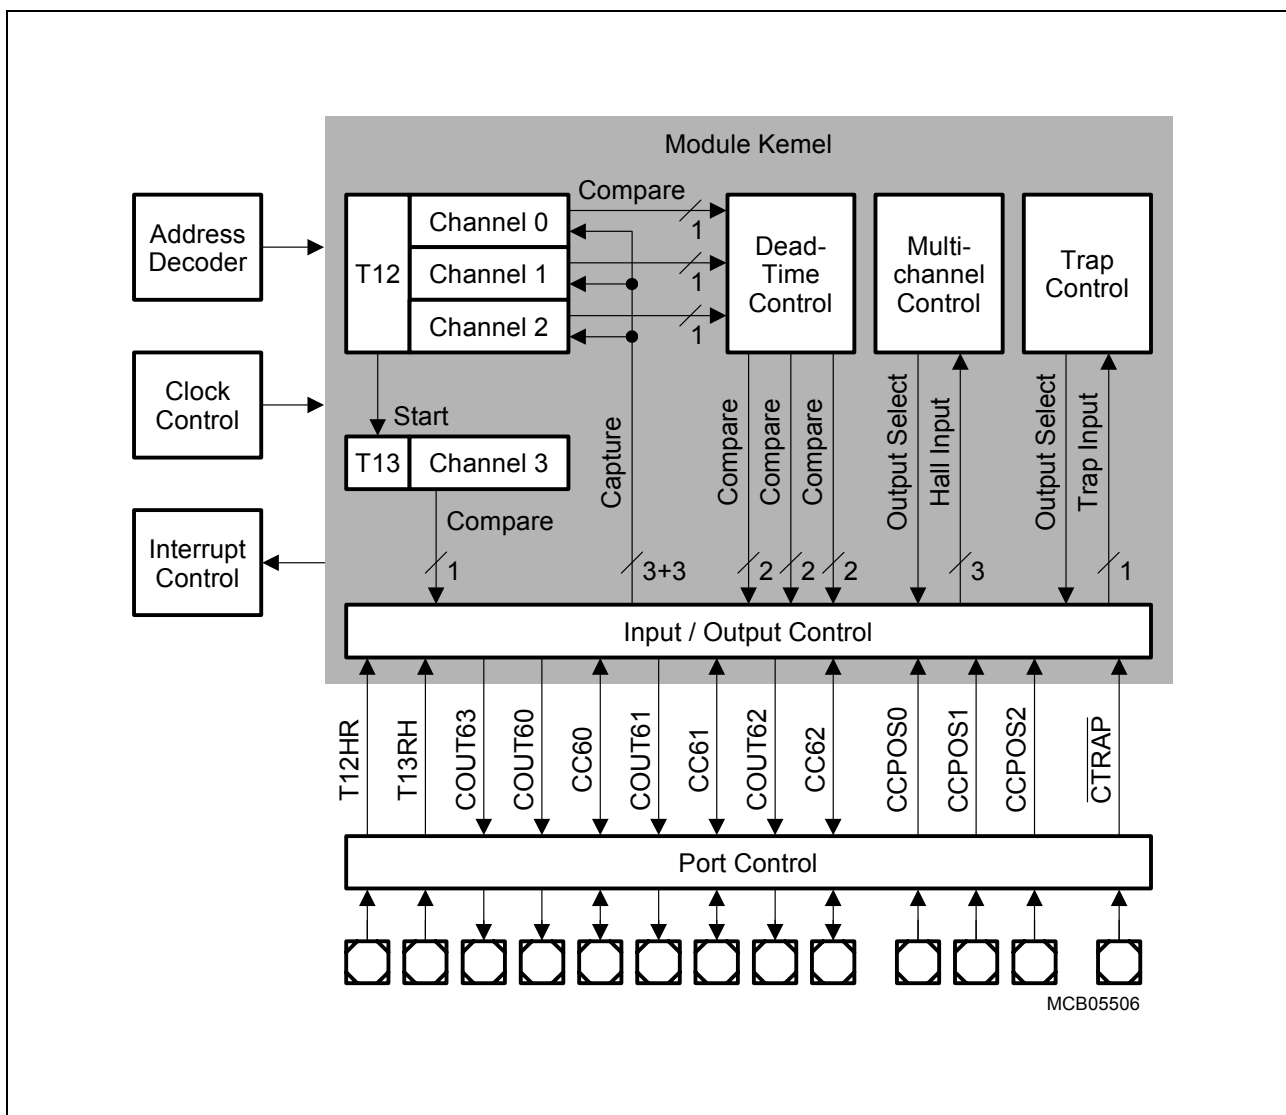 Module Kemel
Address
Decoder
Clock
Control
Interrupt
Control
T12
Channel 0
Channel 1
Channel 2
Compare
1
1
1
Dead-
Time
Control
Multi-
channel
Control
Trap
Control
Start
T13
Channel 3
Compare
1
Capture
3+3
Compare
2
Compare
2
Compare
2
Output Select
Hall Input
3
Output Select
Trap Input
1
Input / Output Control
T12HR
T13RH
COUT63
COUT60
CC60
COUT61
CC61
COUT62
CC62
CCPOS0
CCPOS1
CCPOS2
CTRAP
Port Control
MCB05506